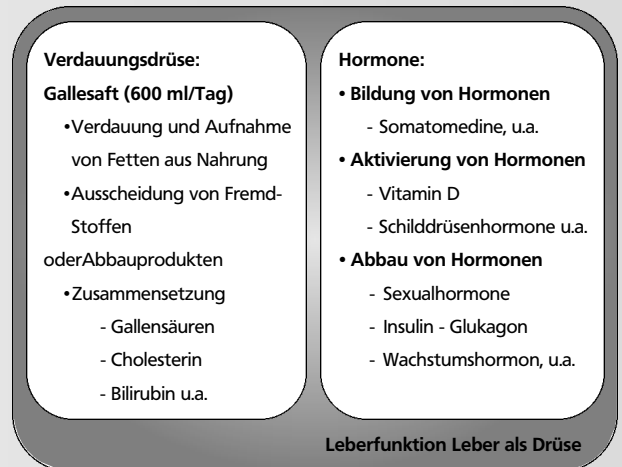 Verdauungsdrüse:
Gallesaft (600 ml/Tag)
•Verdauung und Aufnahme
von Fetten aus Nahrung
•Ausscheidung von Fremd-
Stoffen
oderAbbauprodukten
•Zusammensetzung
- Gallensäuren
- Cholesterin
- Bilirubin u.a.
Hormone:
• Bildung von Hormonen
- Somatomedine, u.a.
• Aktivierung von Hormonen
- Vitamin D
- Schilddrüsenhormone u.a.
• Abbau von Hormonen
- Sexualhormone
- Insulin - Glukagon
- Wachstumshormon, u.a.
Leberfunktion Leber als Drüse